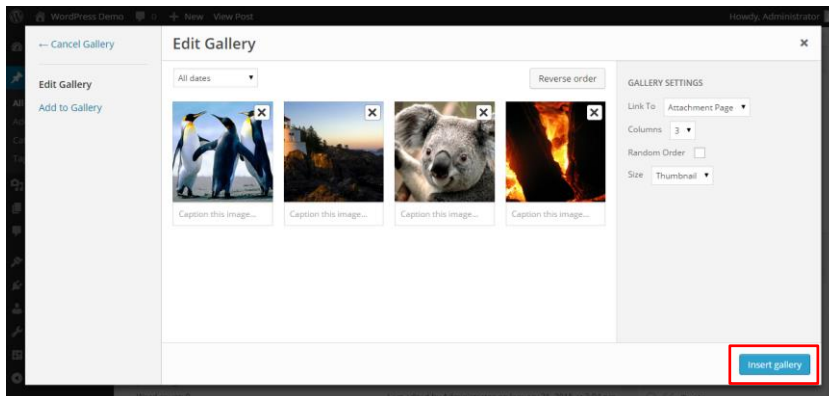 WordPress Demo 0 + New View Post Howdy, Administrator
← Cancel Gallery
Edit Gallery
Add to Gallery
Edit Gallery
All dates
Reverse order
Caption this image...
Caption this image...
Caption this image...
Caption this image...
GALLERY SETTINGS
Link To Attachment Page
Columns 3
Random Order
Size Thumbnail
Insert gallery